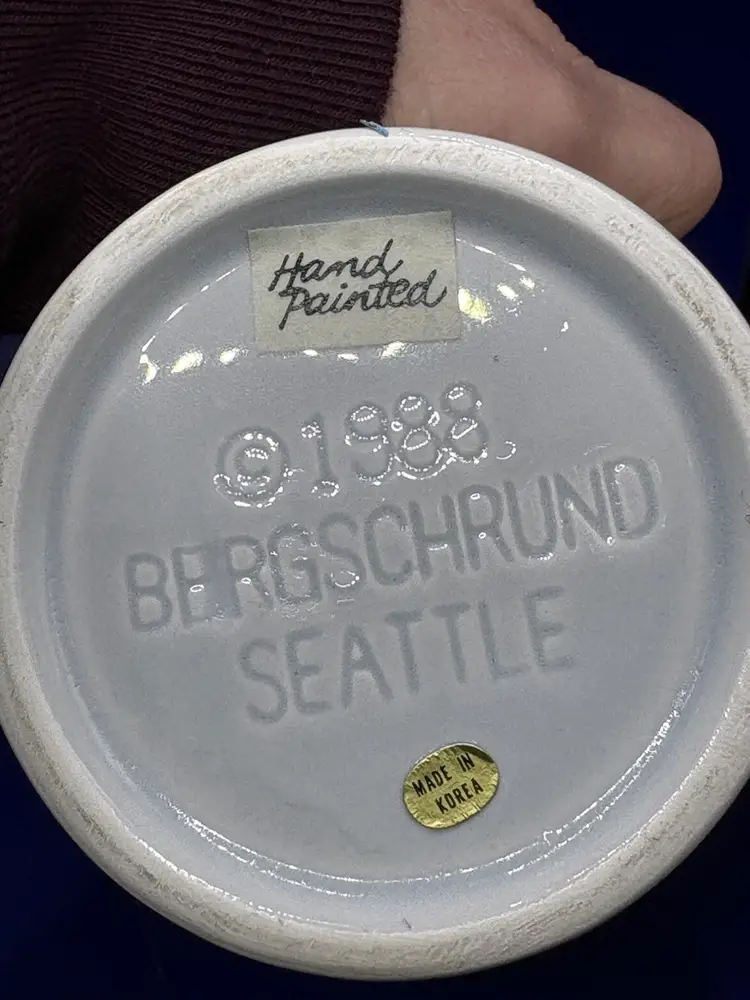 Hand
Painted
©1988
BERGSCHRUND
SEATTLE
MADE IN
KOREA